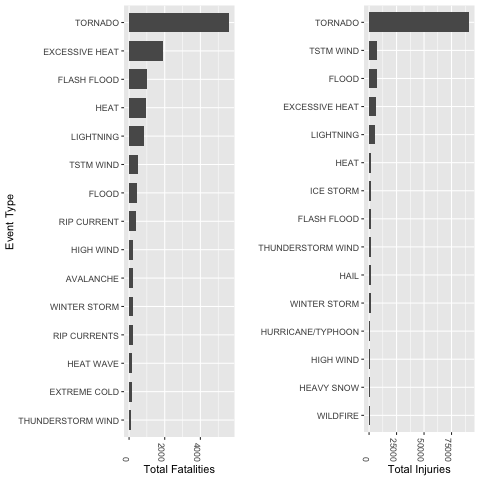 Event Type
TORNADO
EXCESSIVE HEAT
FLASH FLOOD
HEAT
LIGHTNING
TSTM WIND
FLOOD
RIP CURRENT
HIGH WIND
AVALANCHE
WINTER STORM
RIP CURRENTS
HEAT WAVE
EXTREME COLD
THUNDERSTORM WIND
0
2000
4000
Total Fatalities
TORNADO
TSTM WIND
FLOOD
EXCESSIVE HEAT
LIGHTNING
HEAT
ICE STORM
FLASH FLOOD
THUNDERSTORM WIND
HAIL
WINTER STORM
HURRICANE/TYPHOON
HIGH WIND
HEAVY SNOW
WILDFIRE
0
25000
50000
75000
Total Injuries